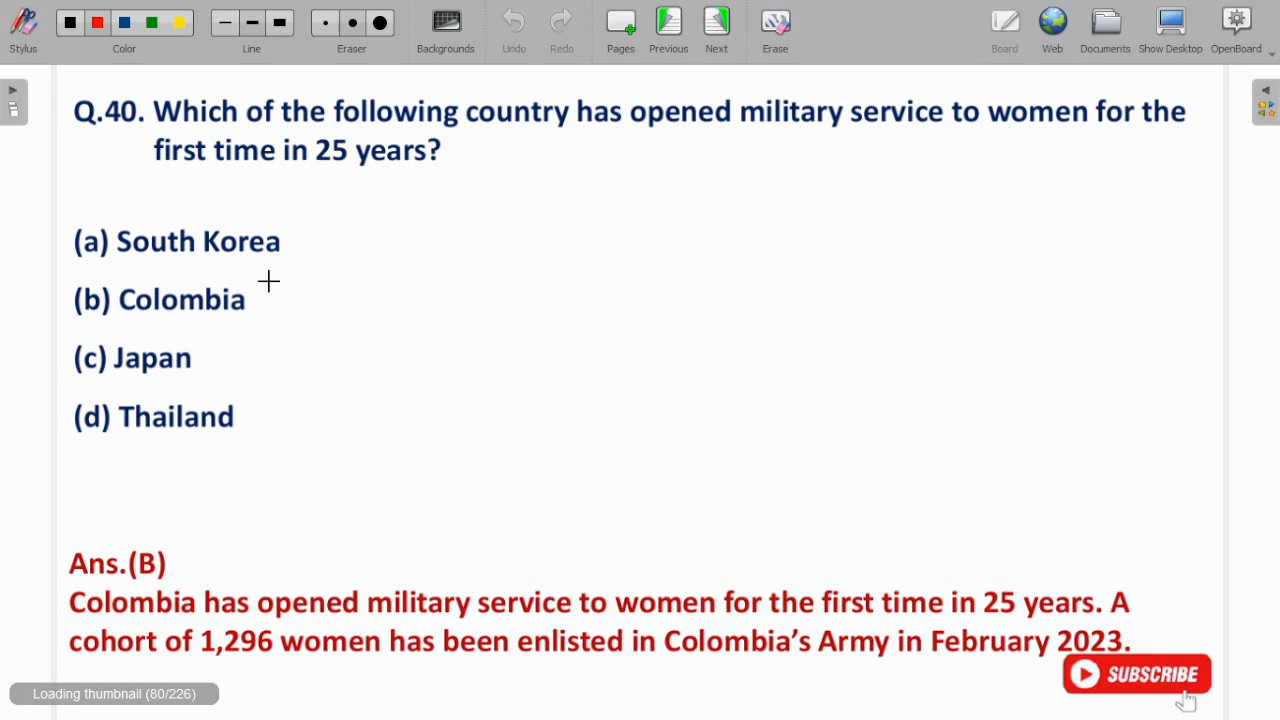 Stylus
Color
Line
Eraser
Backgrounds
Undo
Redo
Pages
Previous
Next
Erase
Board
Web
Documents
Show Desktop
OpenBoard
Q.40. Which of the following country has opened military service to women for the
first time in 25 years?
(a) South Korea
(b) Colombia
(c) Japan
(d) Thailand
Ans.(B)
Colombia has opened military service to women for the first time in 25 years. A
cohort of 1,296 women has been enlisted in Colombia’s Army in February 2023.
SUBSCRIBE
Loading thumbnail (80/226)